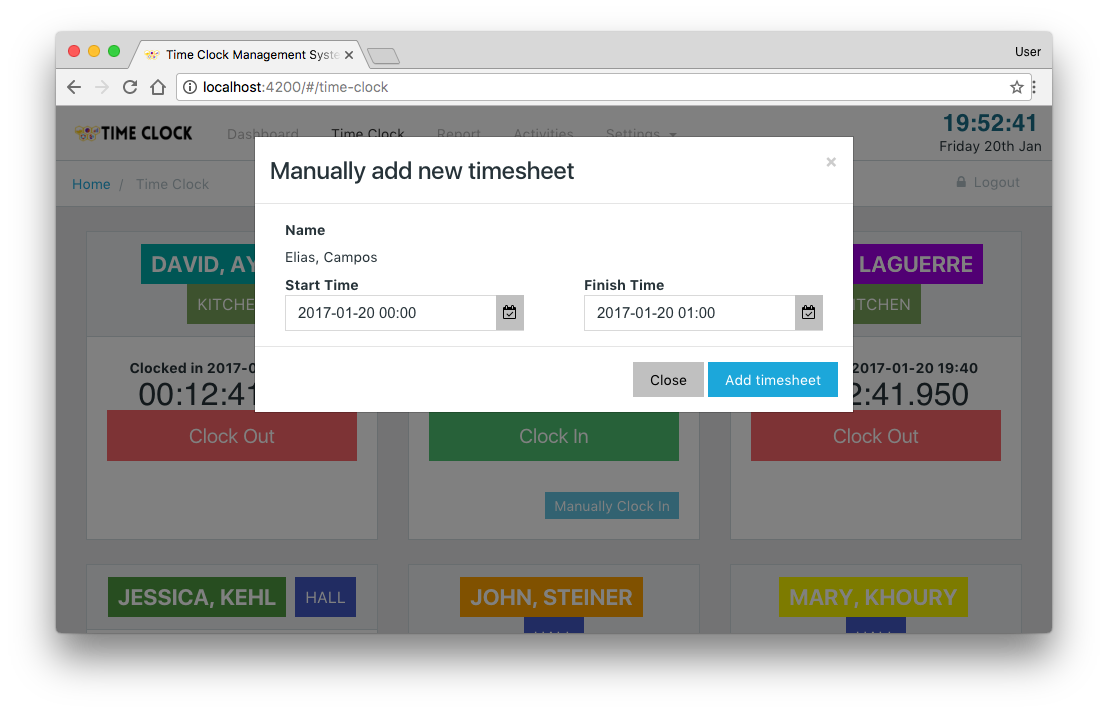 Time Clock Management Syste
User
localhost:4200/#/time-clock
TIME CLOCK
Dashboard
Time Clock
Report
Activities
Settings
19:52:41
Friday 20th Jan
Home / Time Clock
Logout
Manually add new timesheet
×
Name
Elias, Campos
Start Time
Finish Time
2017-01-20 00:00
2017-01-20 01:00
Close
Add timesheet
DAVID, AY
KITCHE
Clocked in 2017-0
00:12:41
Clock Out
Clock In
Manually Clock In
LAGUERRE
TCHEN
2017-01-20 19:40
2:41.950
Clock Out
JESSICA, KEHL
HALL
JOHN, STEINER
HALL
MARY, KHOURY
HALL